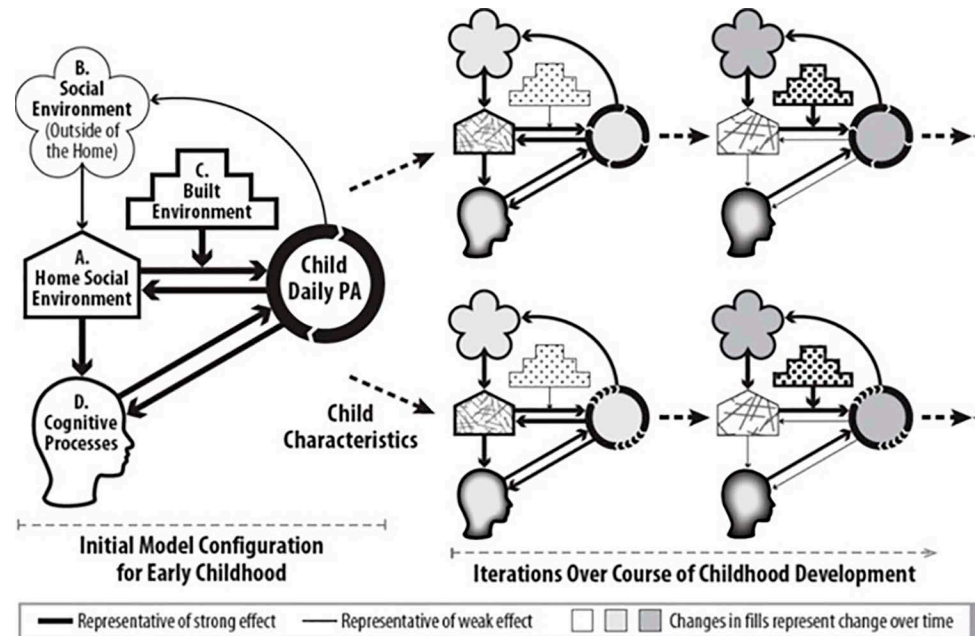 B.
Social
Environment
(Outside of
the Home)
C.
Built
Environment
A.
Home Social
Environment
Child
Daily PA
D.
Cognitive
Processes
Child
Characteristics
Initial Model Configuration
for Early Childhood
Iterations Over Course of Childhood Development
Representative of strong effect
Representative of weak effect
Changes in fills represent change over time